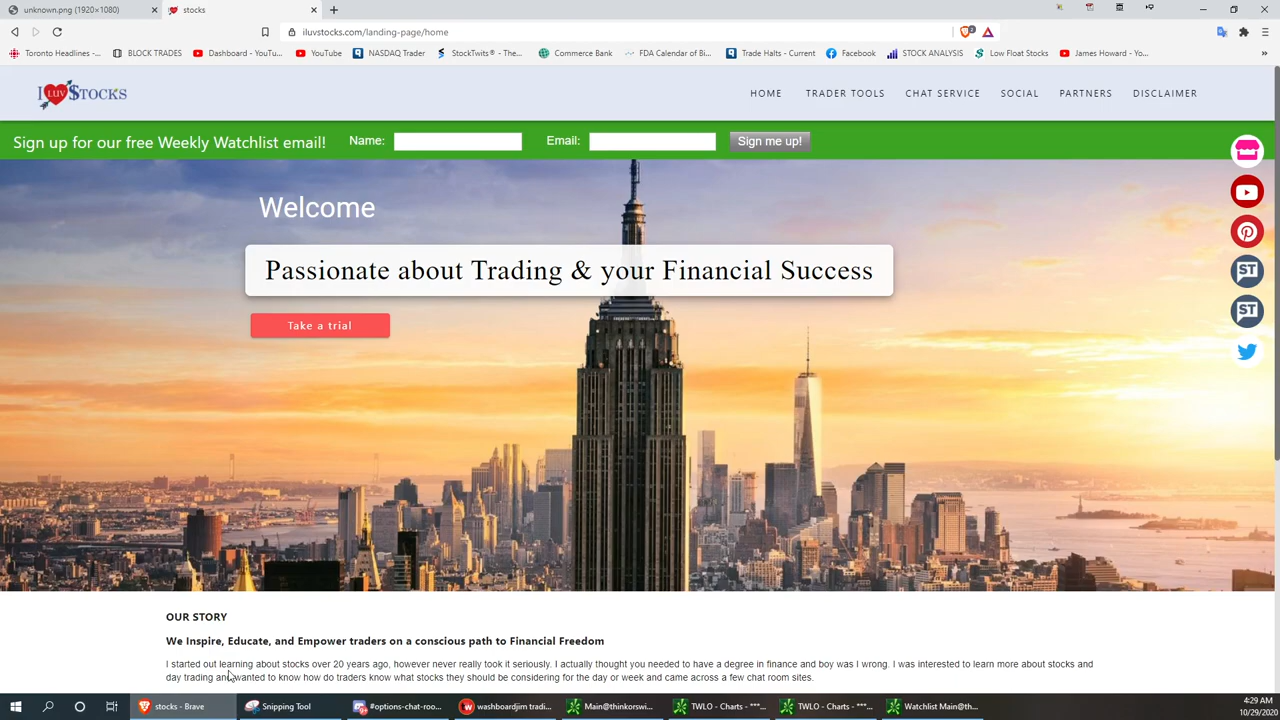 unknown.png (1920×1080)
stocks
iluvstocks.com/landing-page/home
Toronto Headlines -...
BLOCK TRADES
Dashboard - YouTu...
YouTube
NASDAQ Trader
StockTwits® - The...
Commerce Bank
FDA Calendar of Bi...
Trade Halts - Current
Facebook
STOCK ANALYSIS
Low Float Stocks
James Howard - Yo...
I LUV $TOCKS
HOME
TRADER TOOLS
CHAT SERVICE
SOCIAL
PARTNERS
DISCLAIMER
Sign up for our free Weekly Watchlist email! Name: Email: Sign me up!
Welcome
Passionate about Trading & your Financial Success
Take a trial
ST
ST
OUR STORY
We Inspire, Educate, and Empower traders on a conscious path to Financial Freedom
I started out learning about stocks over 20 years ago, however never really took it seriously. I actually thought you needed to have a degree in finance and boy was I wrong. I was interested to learn more about stocks and
day trading and wanted to know how do traders know what stocks they should be considering for the day or week and came across a few chat room sites.
stocks - Brave
Snipping Tool
#options-chat-roo...
washboardjim tradi...
Main@thinkorswi...
TWLO - Charts - ***...
TWLO - Charts - ***...
Watchlist Main@th...
4:29 AM
10/29/2020